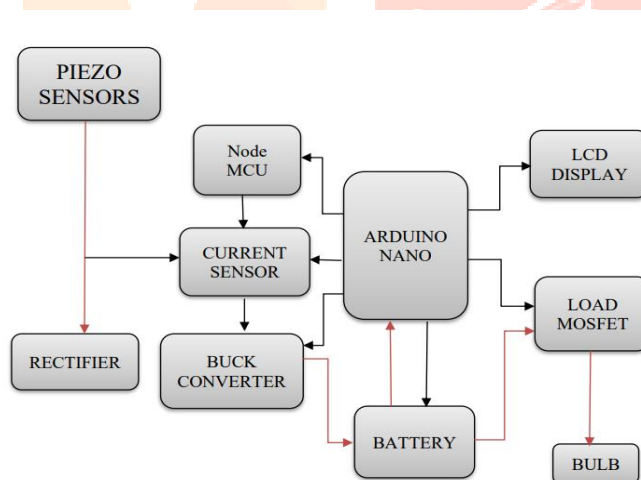 PIEZO
SENSORS
Node
MCU
LCD
DISPLAY
ARDUINO
NANO
CURRENT
SENSOR
LOAD
MOSFET
RECTIFIER
BUCK
CONVERTER
BATTERY
BULB